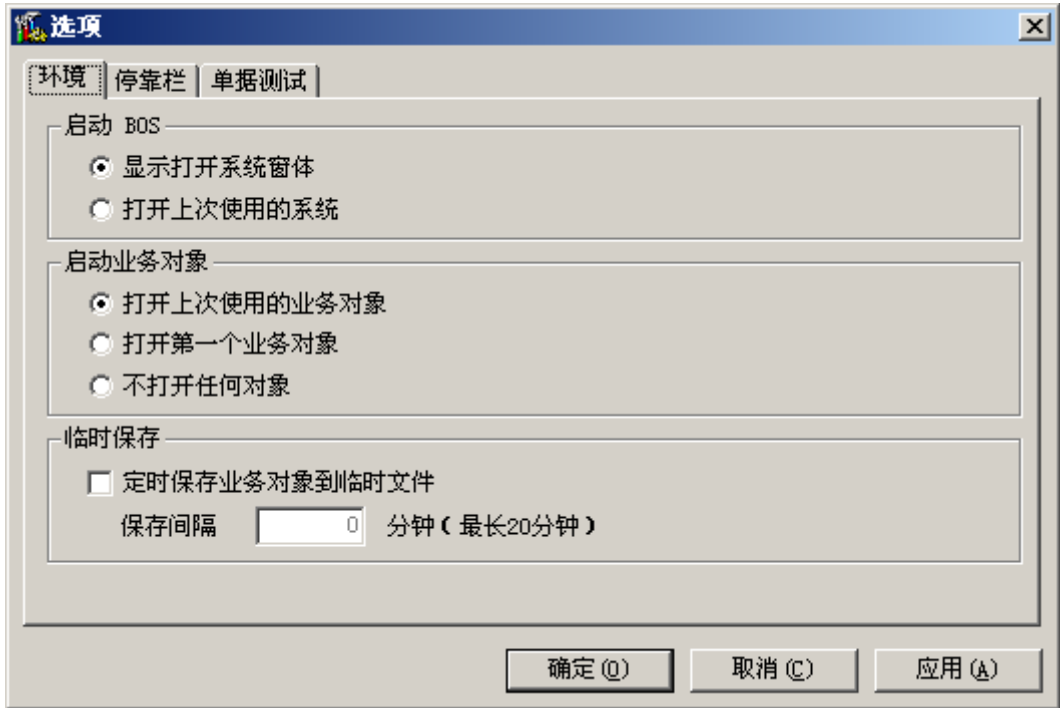 选项
环境 停靠栏 单据测试
启动 BOS
显示打开系统窗体
打开上次使用的系统
启动业务对象
打开上次使用的业务对象
打开第一个业务对象
不打开任何对象
临时保存
定时保存业务对象到临时文件
保存间隔 0 分钟(最长20分钟)
确定(O) 取消(C) 应用(A)